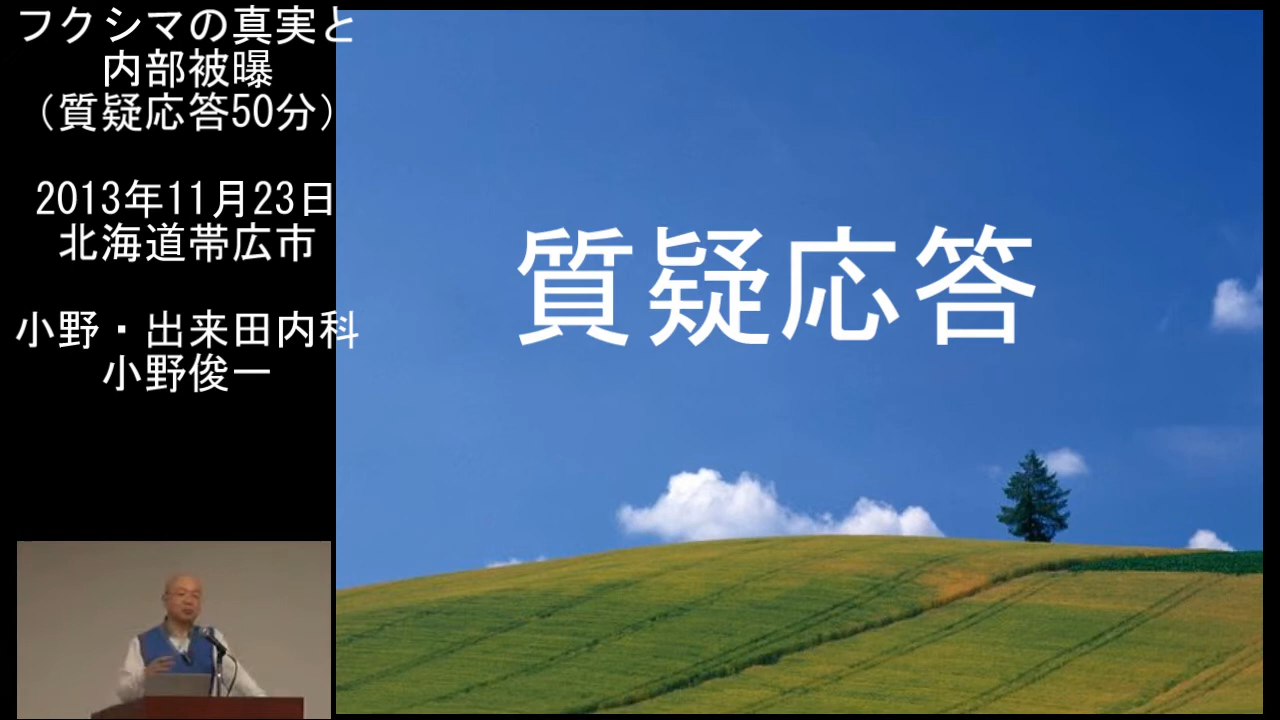 フクシマの真実と
内部被曝
（質疑応答50分）
2013年11月23日
北海道帯広市
小野・出来田内科
小野俊一
質疑応答